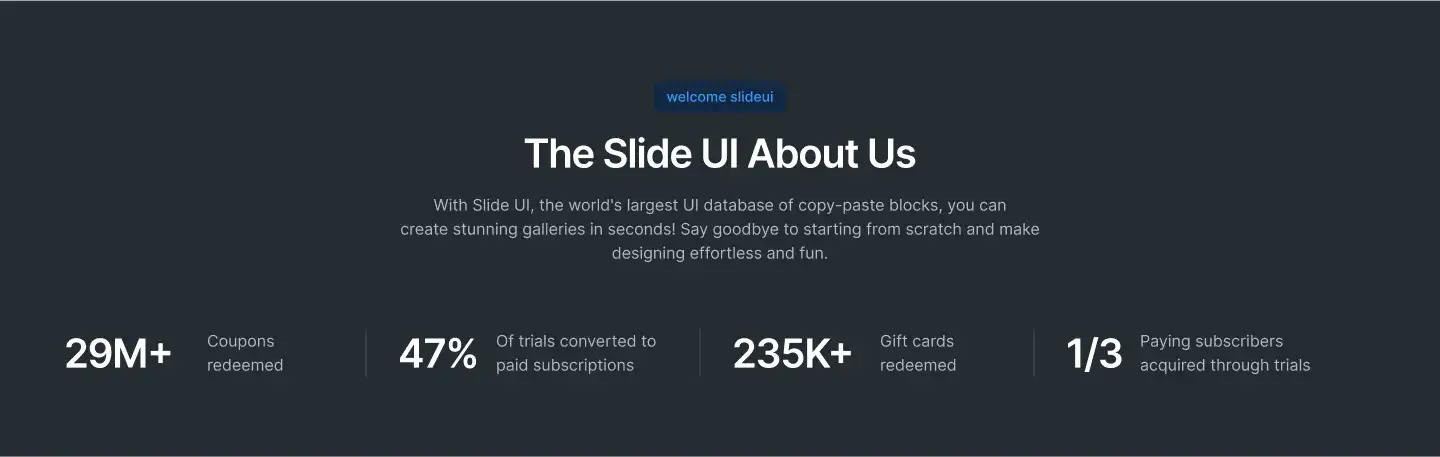 welcome slideui
The Slide UI About Us
With Slide UI, the world's largest UI database of copy-paste blocks, you can
create stunning galleries in seconds! Say goodbye to starting from scratch and make
designing effortless and fun.
29M+
Coupons
redeemed
47%
Of trials converted to
paid subscriptions
235K+
Gift cards
redeemed
1/3
Paying subscribers
acquired through trials